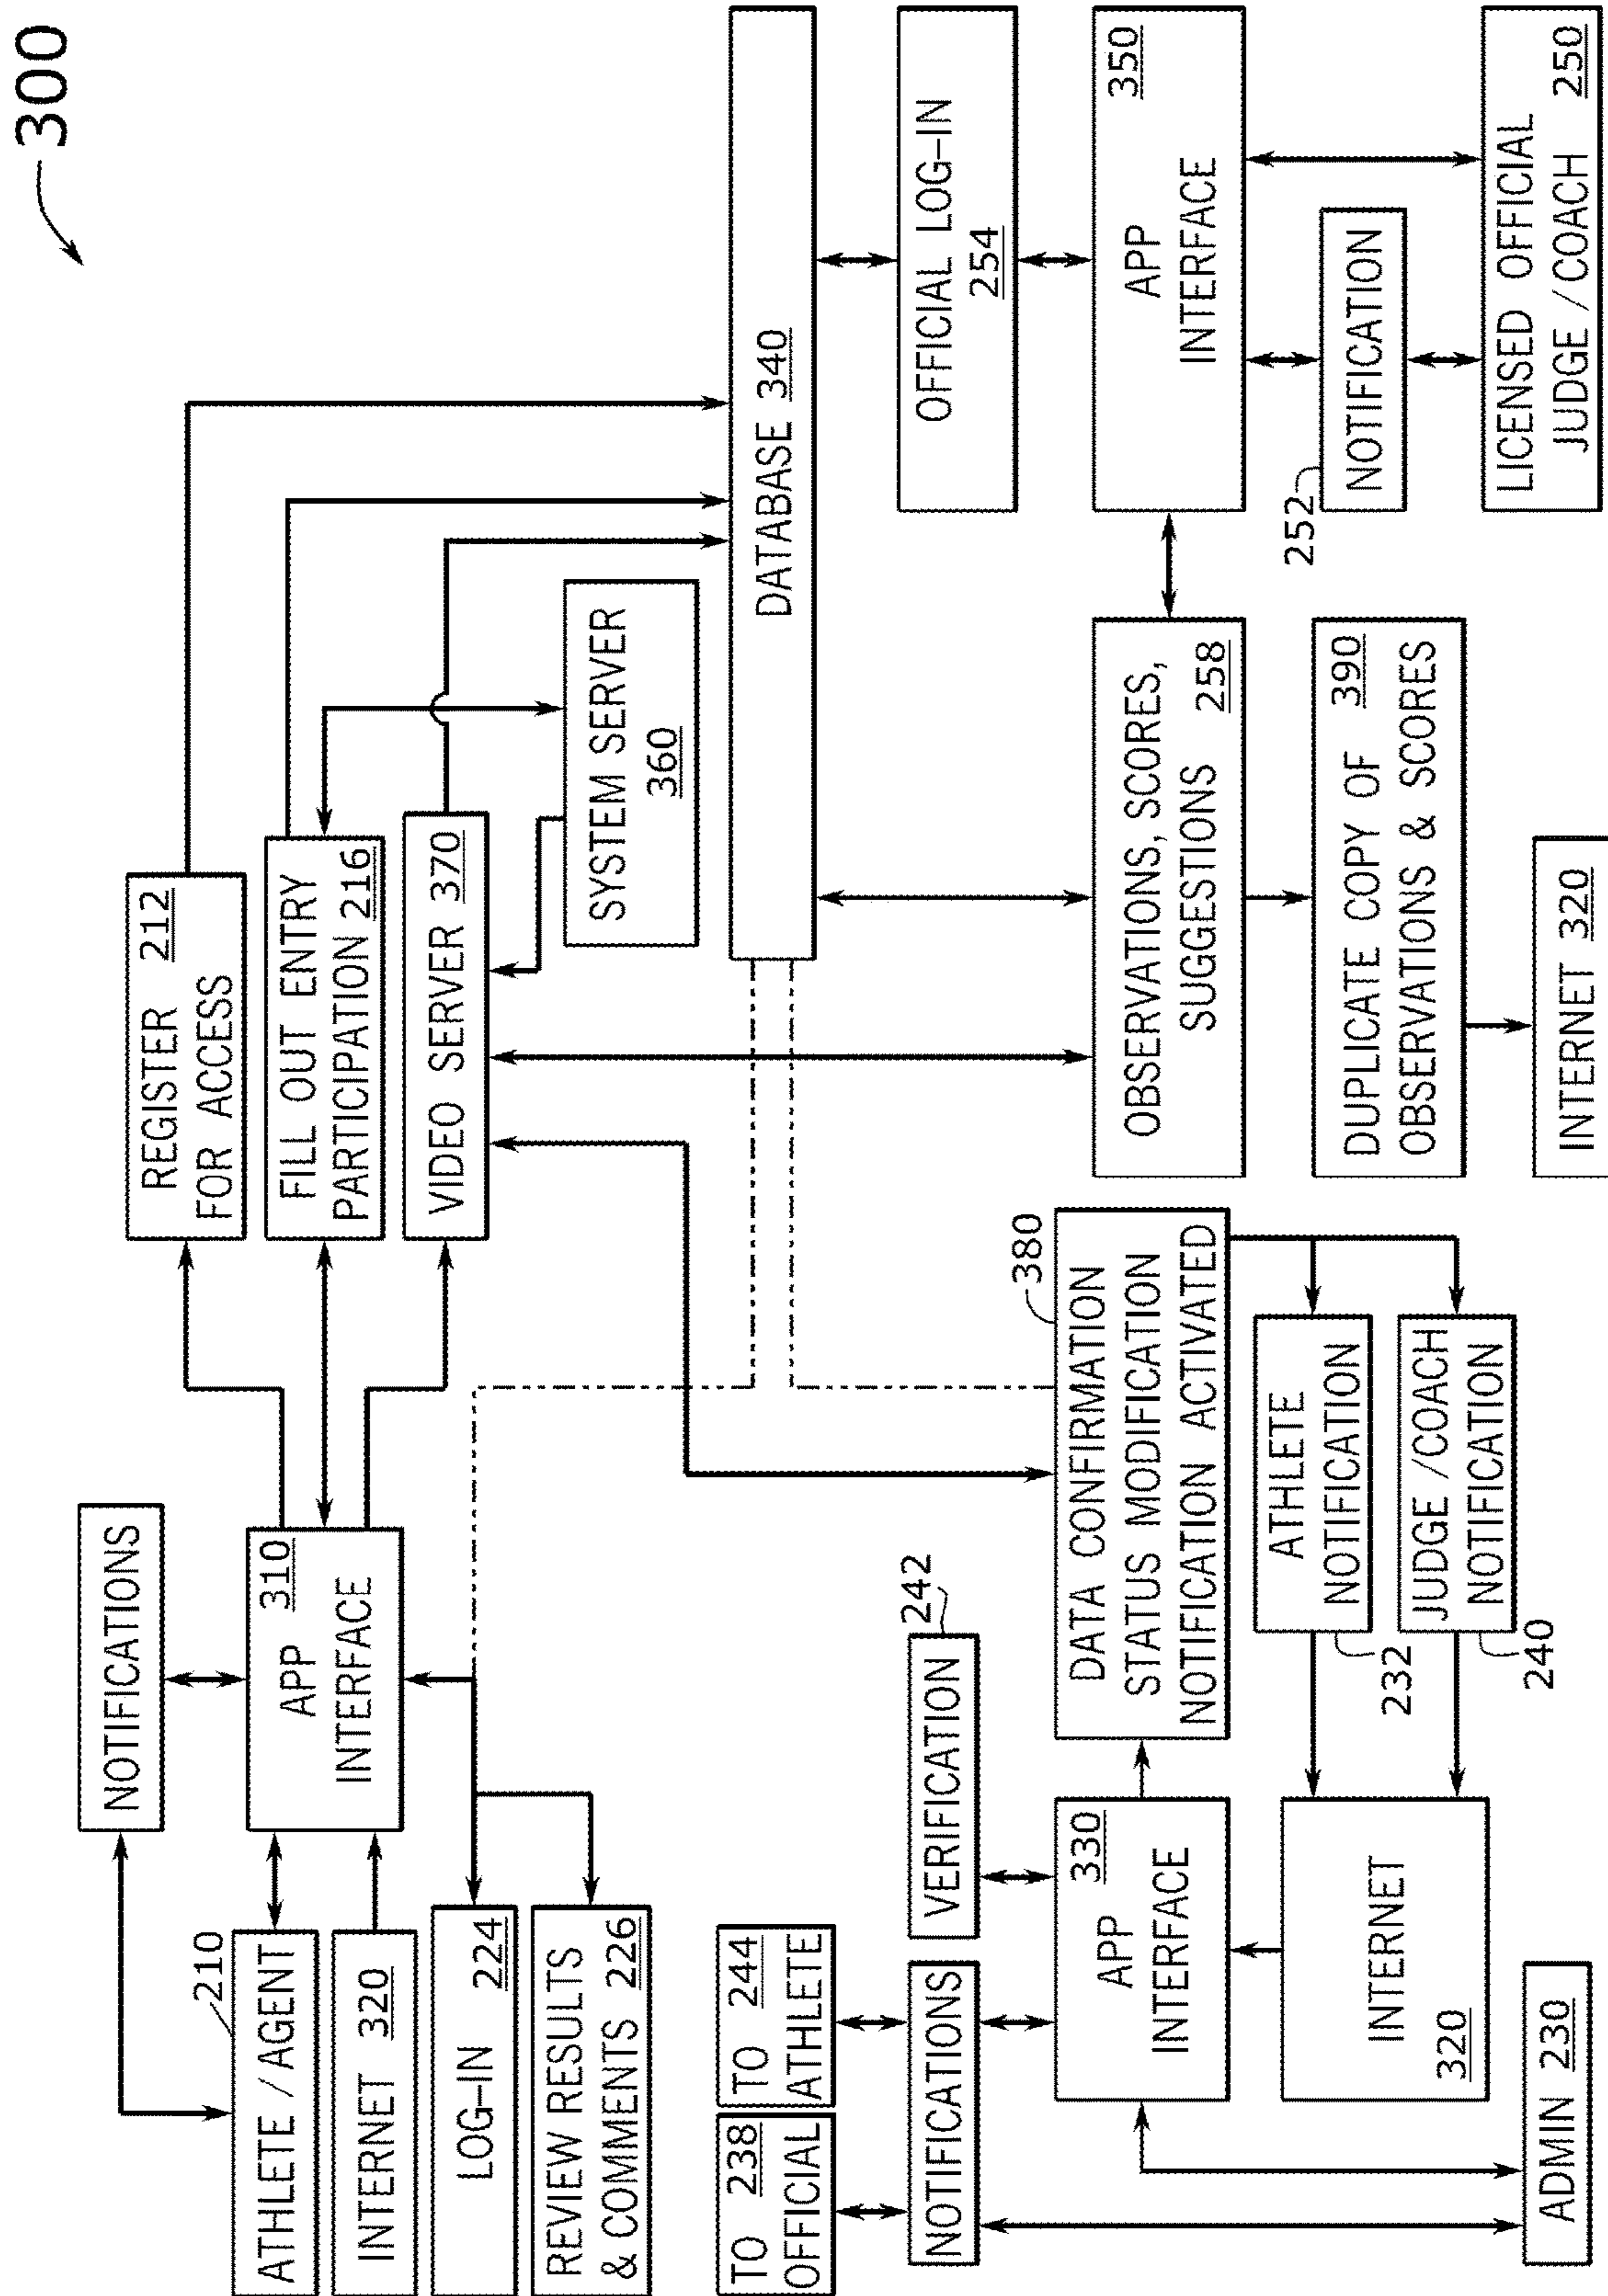 300
NOTIFICATIONS
210
ATHLETE / AGENT
310
APP
INTERFACE
INTERNET 320
LOG-IN 224
REVIEW RESULTS
& COMMENTS 226
REGISTER 212
FOR ACCESS
FILL OUT ENTRY
PARTICIPATION 216
VIDEO SERVER 370
SYSTEM SERVER
360
DATABASE 340
TO 238
OFFICIAL
TO 244
ATHLETE
242
VERIFICATION
NOTIFICATIONS
330
APP
INTERFACE
INTERNET
320
ADMIN 230
380
DATA CONFIRMATION
STATUS MODIFICATION
NOTIFICATION ACTIVATED
ATHLETE
NOTIFICATION
232
JUDGE / COACH
NOTIFICATION
240
OBSERVATIONS, SCORES,
SUGGESTIONS 258
DUPLICATE COPY OF 390
OBSERVATIONS & SCORES
INTERNET 320
OFFICIAL LOG-IN
254
350
APP
INTERFACE
252
NOTIFICATION
LICENSED OFFICIAL
JUDGE / COACH 250